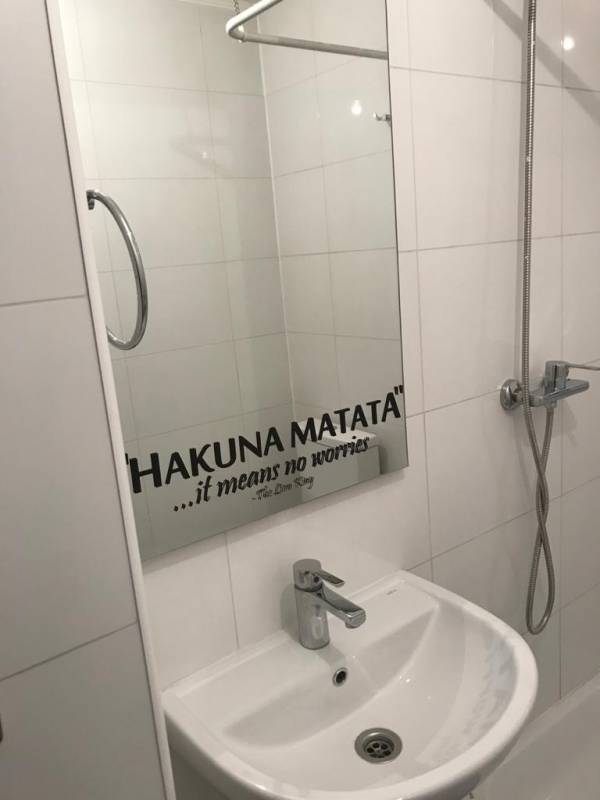 "HAKUNA MATATA"
...it means no worries
-The Lion King